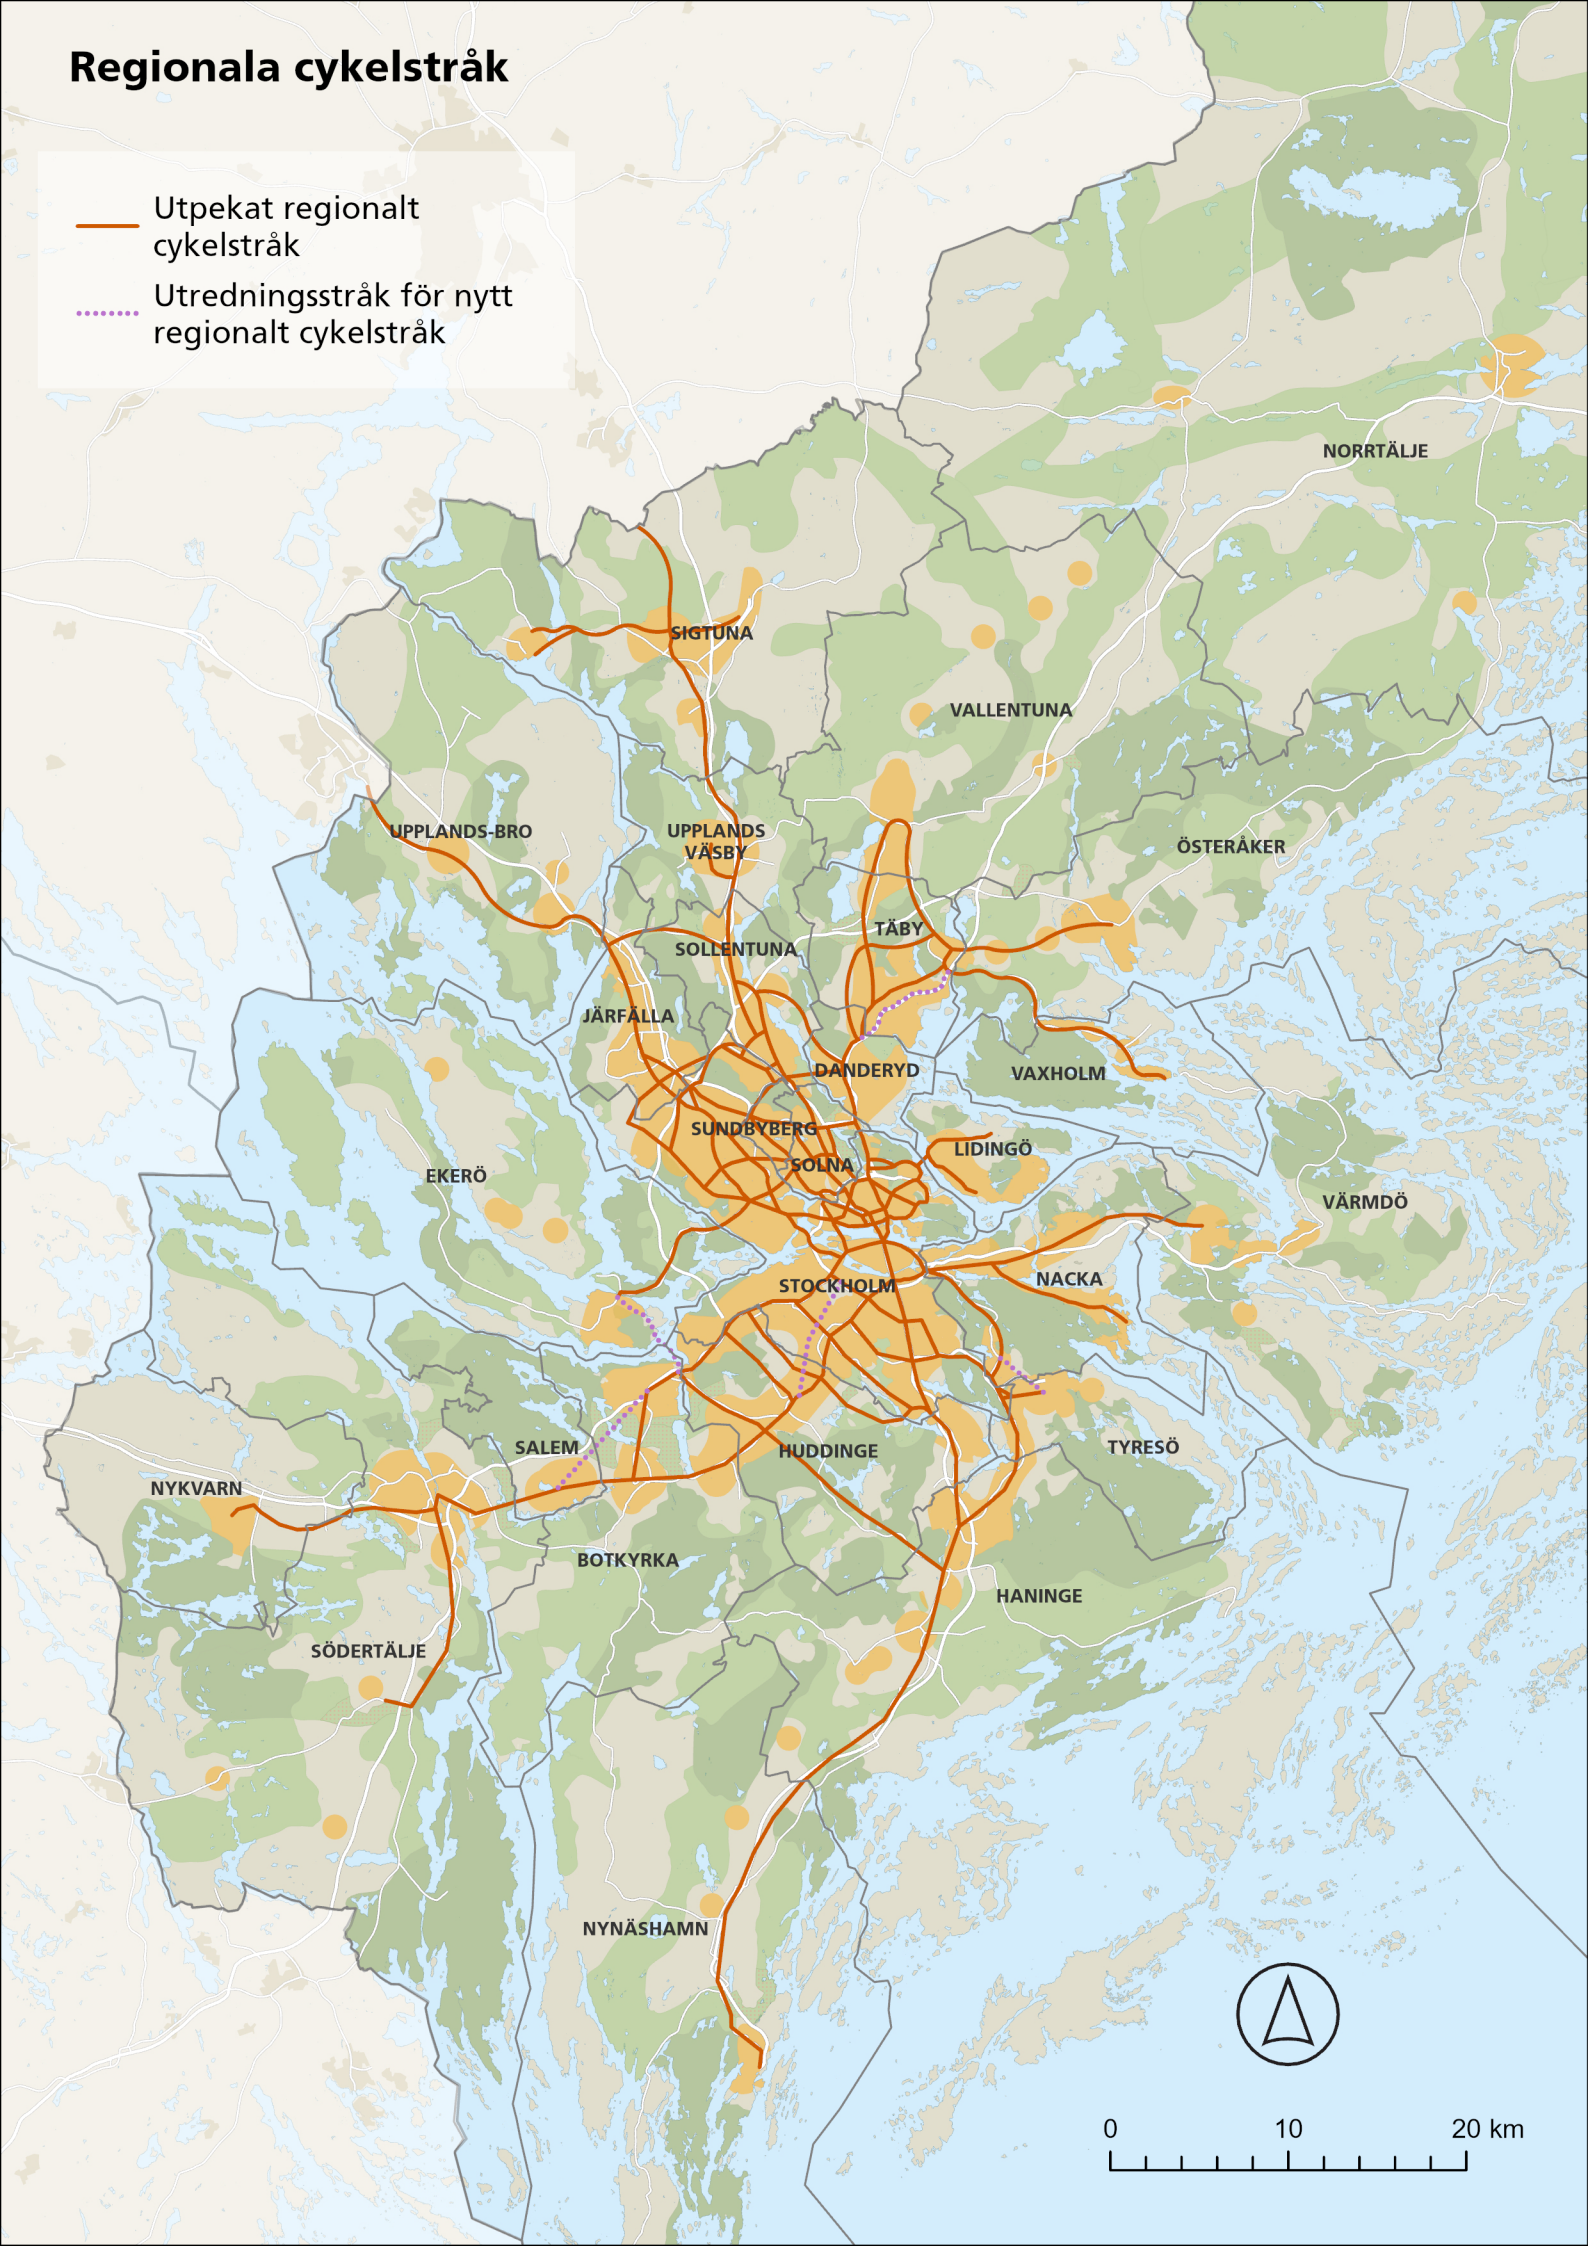 Regionala cykelstråk
Utpekat regionalt
cykelstråk
Utredningsstråk för nytt
regionalt cykelstråk
NORRTÄLJE
SIGTUNA
VALLENTUNA
UPPLANDS-BRO
UPPLANDS
VÄSBY
ÖSTERÅKER
TÄBY
SOLLENTUNA
JÄRFÄLLA
DANDERYD
VAXHOLM
SUNDBYBERG
LIDINGÖ
SOLNA
EKERÖ
VÄRMDÖ
STOCKHOLM
NACKA
SALEM
HUDDINGE
TYRESÖ
NYKVARN
BOTKYRKA
HANINGE
SÖDERTÄLJE
NYNÄSHAMN
0 10 20 km